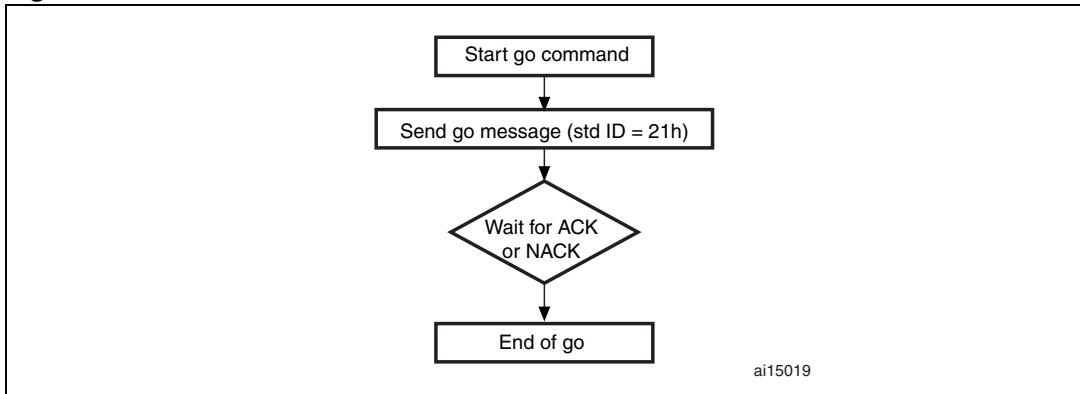 Start go command
Send go message (std ID = 21h)
Wait for ACK
or NACK
End of go
ai15019